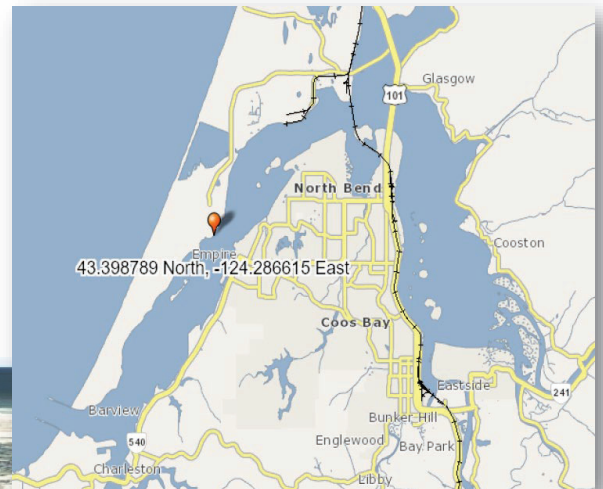 Glasgow
101
North Bend
Cooston
Empire
43.398789 North, -124.286615 East
Coos Bay
Eastside
241
Barview
Bunker Hill
540
Englewood
Bay Park
Charleston
Libby